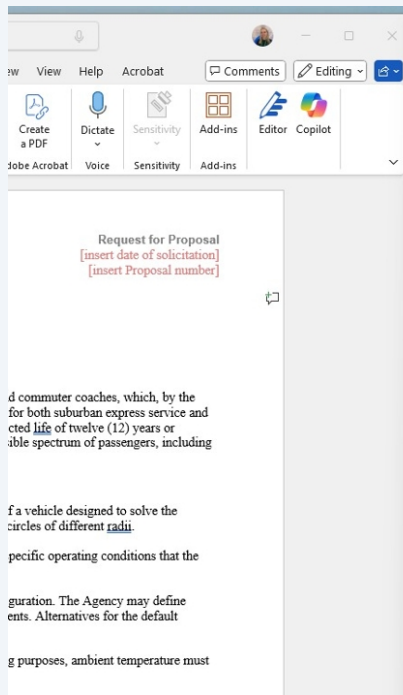 ew View Help Acrobat Comments Editing
Create a PDF
Dictate
Sensitivity
Add-ins
Editor
Copilot
dobe Acrobat Voice Sensitivity Add-ins
Request for Proposal
[insert date of solicitation]
[insert Proposal number]
d commuter coaches, which, by the
for both suburban express service and
cted life of twelve (12) years or
ible spectrum of passengers, including
f a vehicle designed to solve the
circles of different radii.
pecific operating conditions that the
guration. The Agency may define
ents. Alternatives for the default
g purposes, ambient temperature must